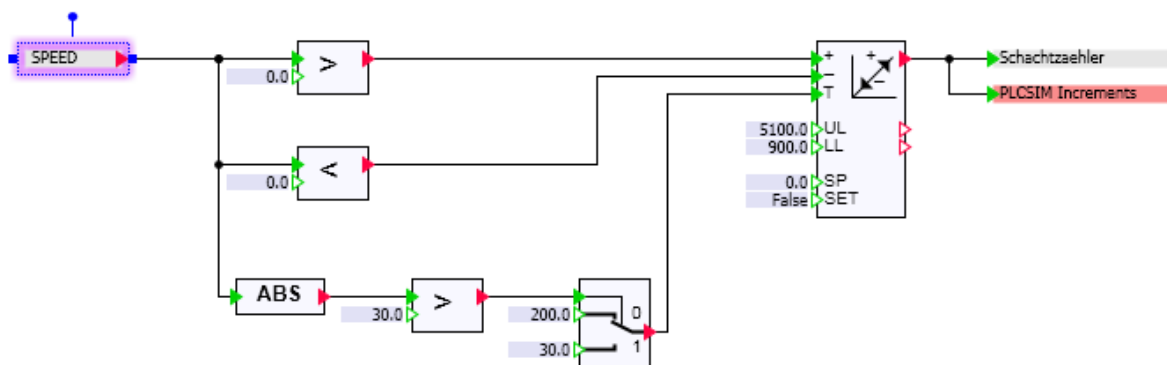 SPEED
0.0
>
0.0
<
ABS
30.0
>
200.0
30.0
0
1
+
−
T
+
−
5100.0 UL
900.0 LL
0.0 SP
False SET
Schachtzaehler
PLCSIM Increments